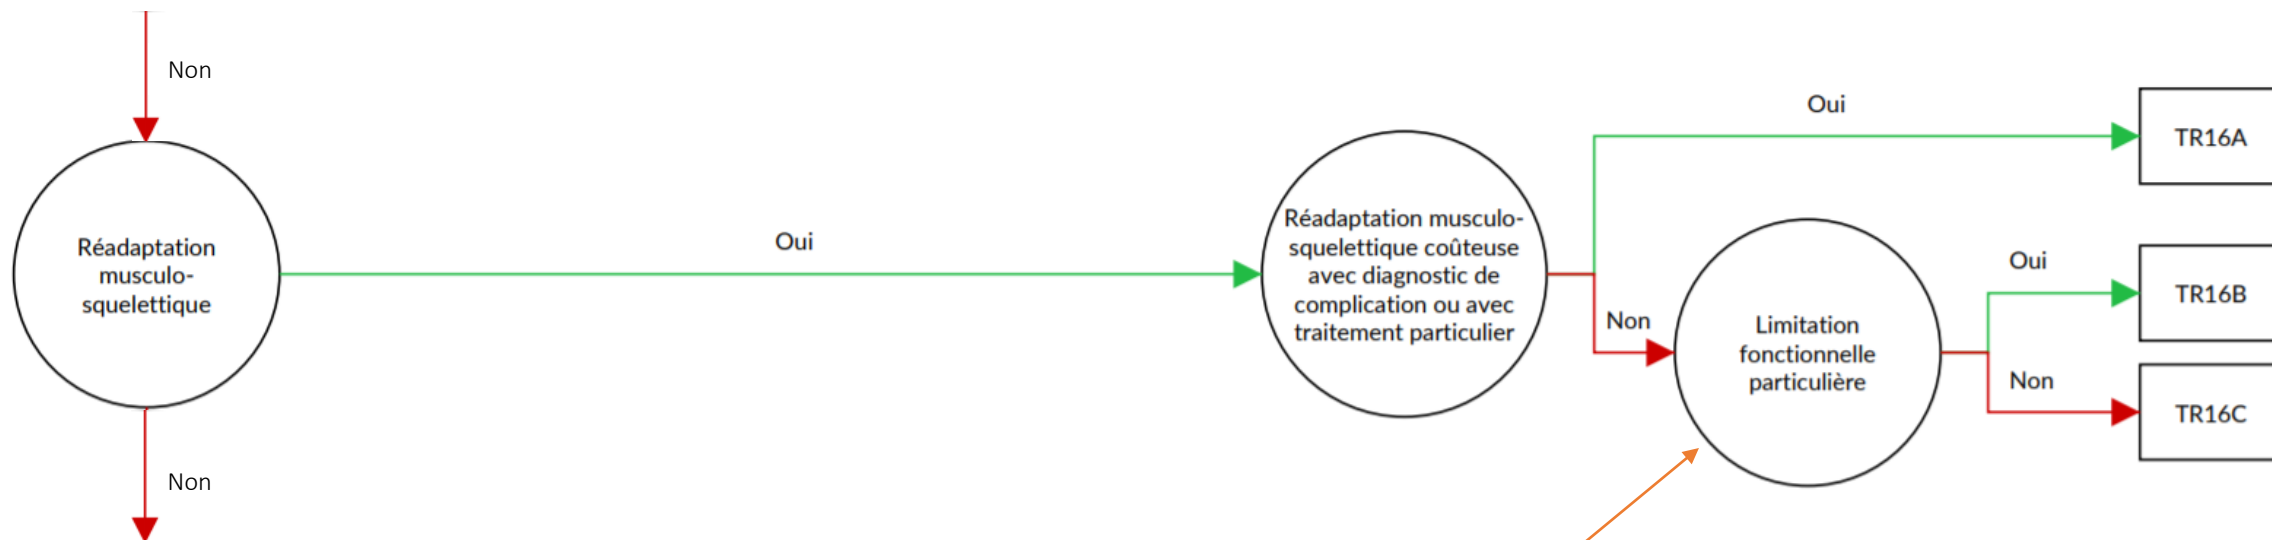 Non
Réadaptation
musculo-
squelettique
Oui
Non
Réadaptation musculo-
squelettique coûteuse
avec diagnostic de
complication ou avec
traitement particulier
Oui
TR16A
Non
Limitation
fonctionnelle
particulière
Oui
TR16B
Non
TR16C